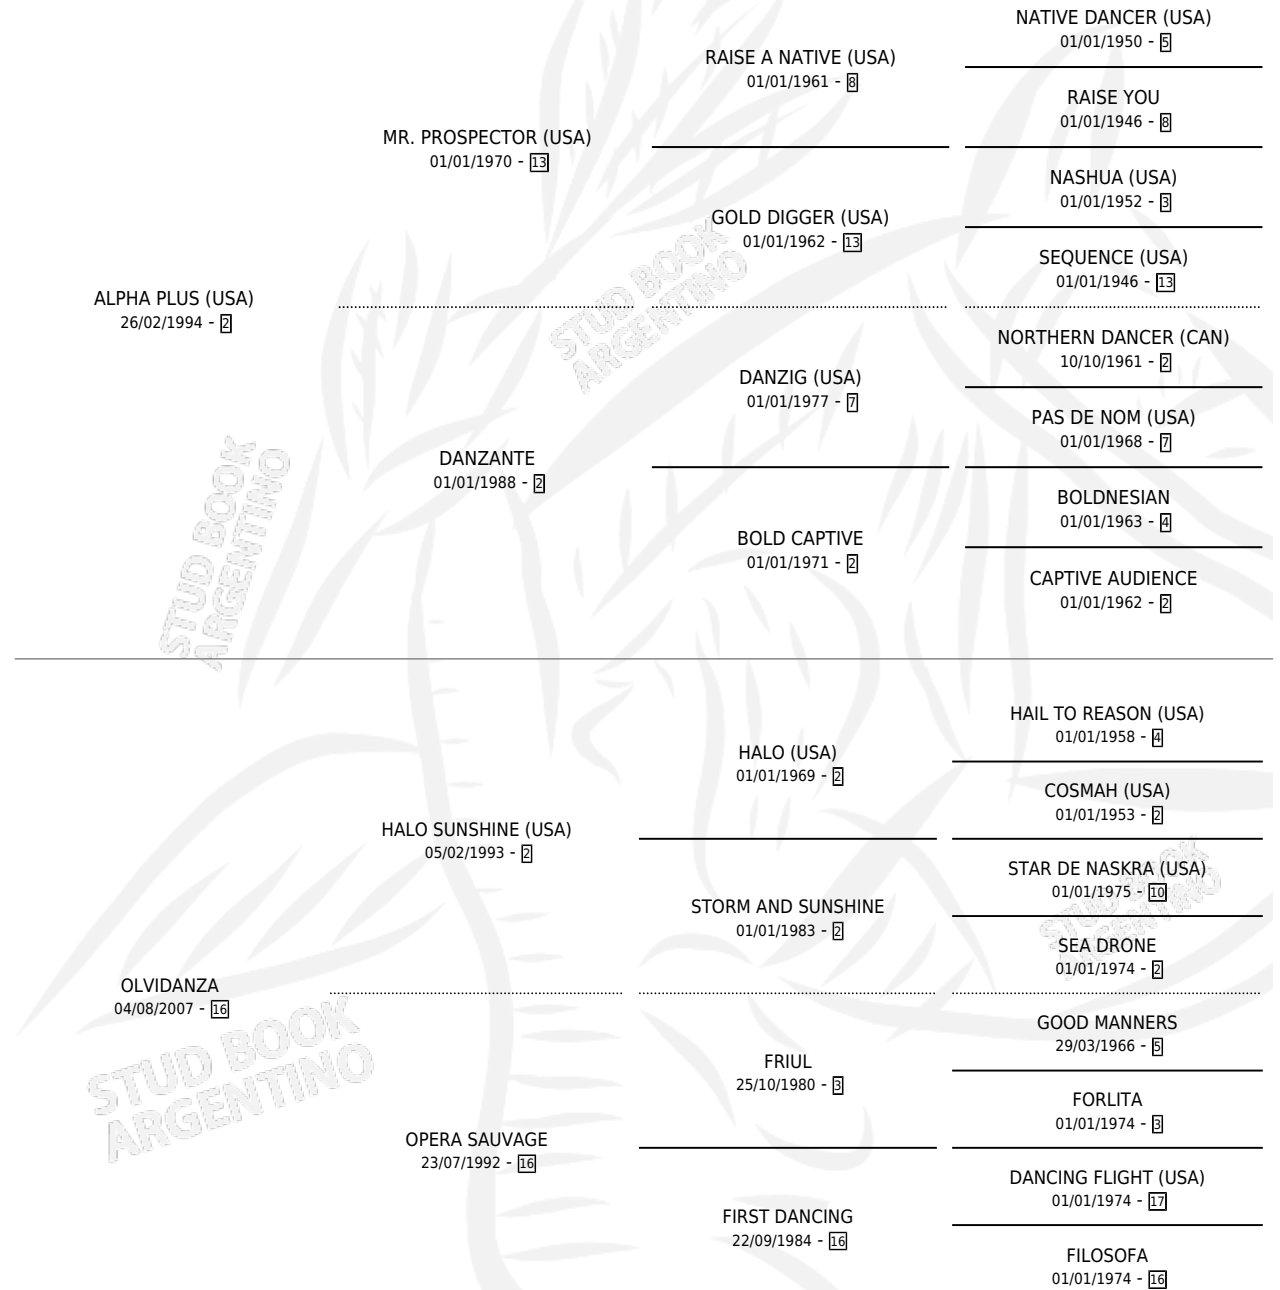 NATIVE DANCER (USA)
01/01/1950 - 5
RAISE A NATIVE (USA)
01/01/1961 - 8
RAISE YOU
01/01/1946 - 8
MR. PROSPECTOR (USA)
01/01/1970 - 13
NASHUA (USA)
01/01/1952 - 3
GOLD DIGGER (USA)
01/01/1962 - 13
SEQUENCE (USA)
01/01/1946 - 13
ALPHA PLUS (USA)
26/02/1994 - 2
STUD BOOK
ARGENTINO
NORTHERN DANCER (CAN)
10/10/1961 - 2
DANZIG (USA)
01/01/1977 - 7
PAS DE NOM (USA)
01/01/1968 - 7
DANZANTE
01/01/1988 - 2
BOLDNESIAN
01/01/1963 - 4
BOLD CAPTIVE
01/01/1971 - 2
CAPTIVE AUDIENCE
01/01/1962 - 2
STUD BOOK
ARGENTINO
HAIL TO REASON (USA)
01/01/1958 - 4
HALO (USA)
01/01/1969 - 2
COSMAH (USA)
01/01/1953 - 2
HALO SUNSHINE (USA)
05/02/1993 - 2
STAR DE NASKRA (USA)
01/01/1975 - 10
STORM AND SUNSHINE
01/01/1983 - 2
STUD BOOK
ARGENTINO
SEA DRONE
01/01/1974 - 2
OLVIDANZA
04/08/2007 - 16
STUD BOOK
ARGENTINO
GOOD MANNERS
29/03/1966 - 5
FRIUL
25/10/1980 - 3
FORLITA
01/01/1974 - 3
OPERA SAUVAGE
23/07/1992 - 16
DANCING FLIGHT (USA)
01/01/1974 - 17
FIRST DANCING
22/09/1984 - 16
FILOSOFA
01/01/1974 - 16